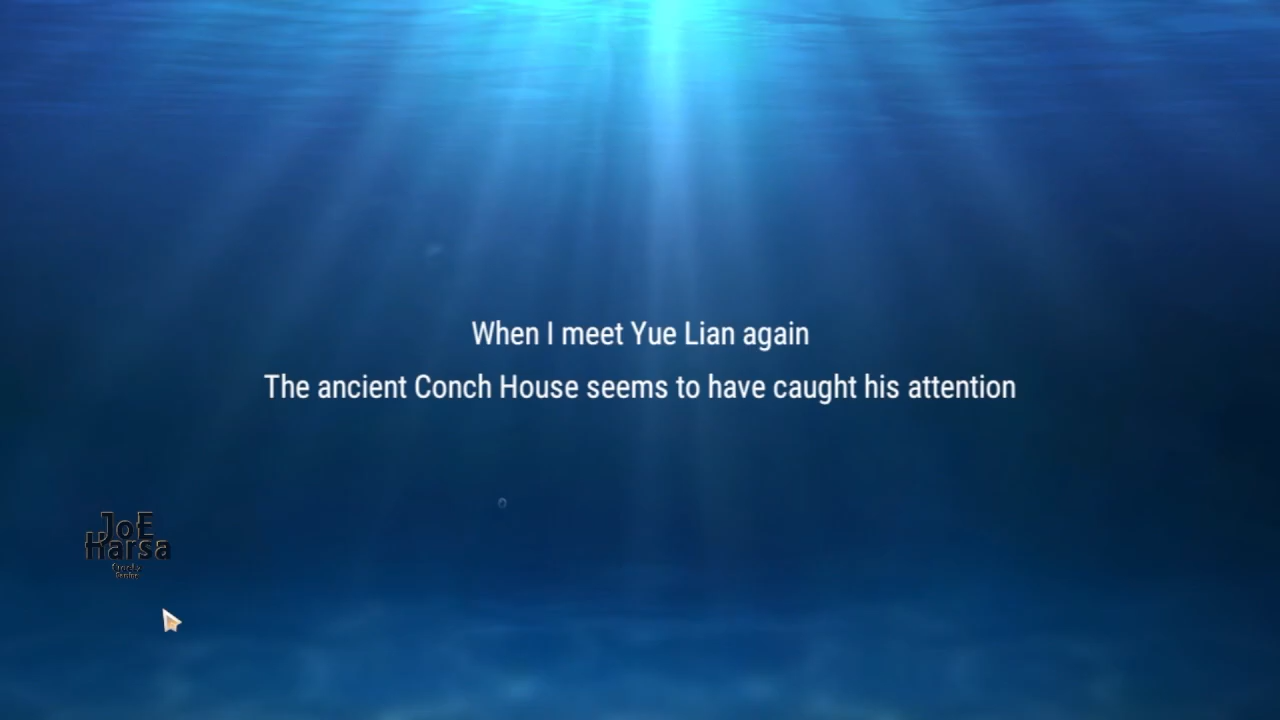 When I meet Yue Lian again
The ancient Conch House seems to have caught his attention
JoE
Harsa